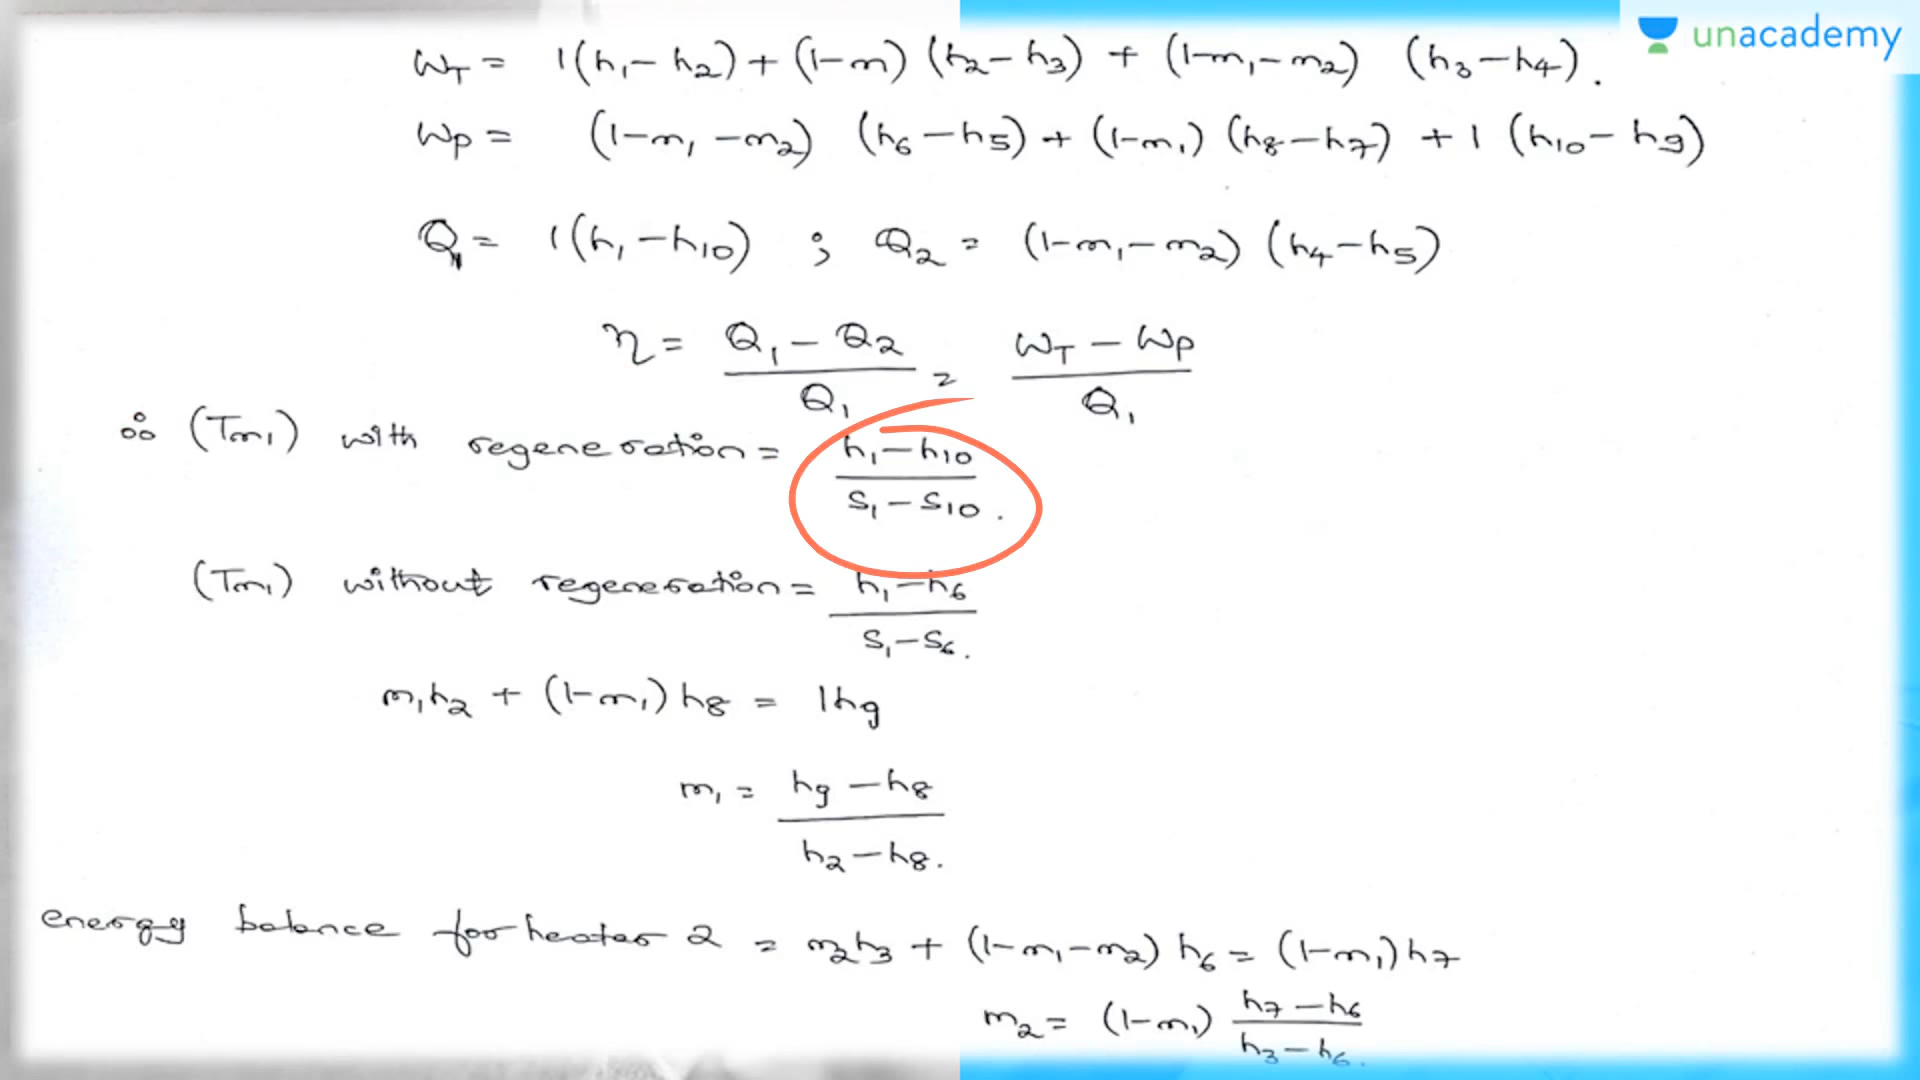 unacademy
WT = 1(h1-h2) + (1-m) (h2-h3) + (1-m1-m2) (h3-h4).
Wp = (1-m1-m2) (h6-h5) + (1-m1) (h8-h7) + 1 (h10-h9)
Q1 = 1(h1-h10) ; Q2 = (1-m1-m2) (h4-h5)
η = (Q1-Q2)/Q1 = (WT-WP)/Q1
∴ (Tm1) with regeneration = (h1-h10)/(S1-S10).
(Tm1) without regeneration = (h1-h6)/(S1-S6).
m1h2 + (1-m1)h8 = 1h9
m1 = (h9-h8)/(h2-h8).
energy balance for heater 2 = m2h3 + (1-m1-m2) h6 = (1-m1)h7
m2 = (1-m1) (h7-h6)/(h3-h6).